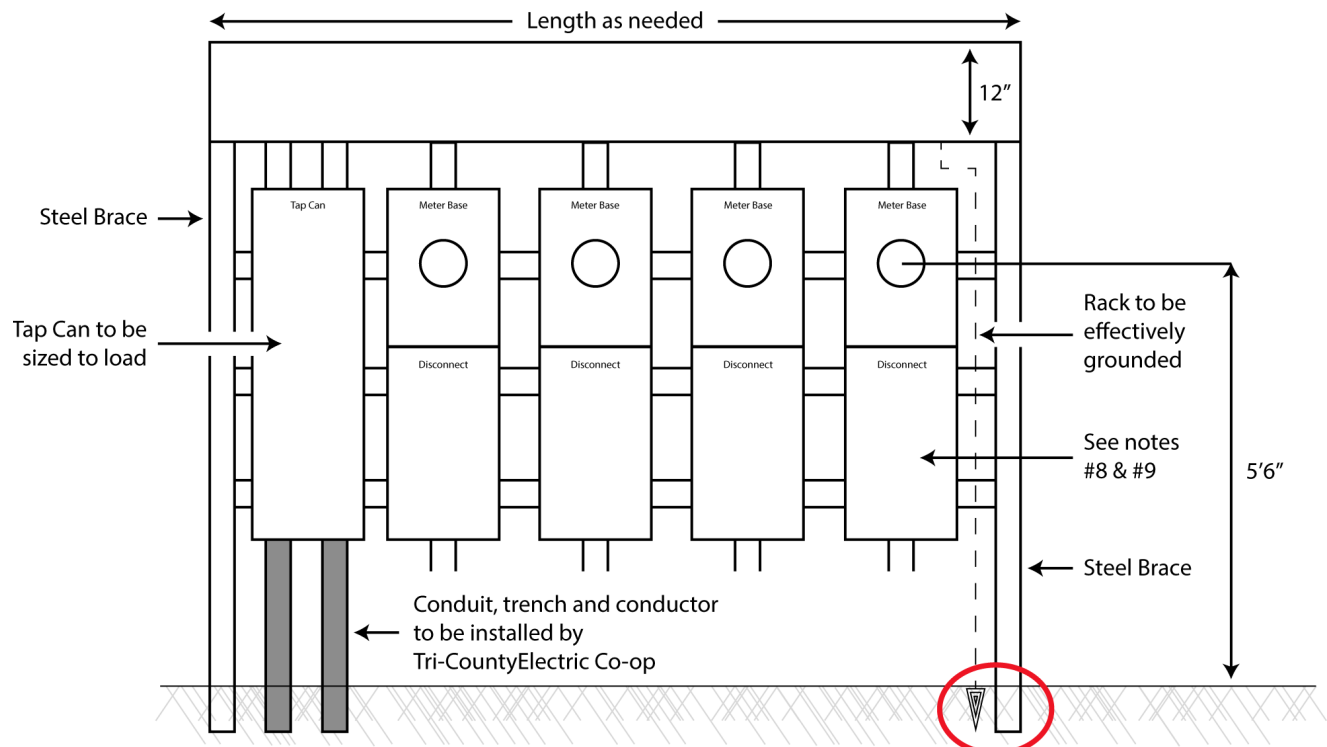 Length as needed
12”
Steel Brace
Tap Can
Meter Base
Meter Base
Meter Base
Meter Base
Tap Can to be
sized to load
Rack to be
effectively
grounded
Disconnect
Disconnect
Disconnect
Disconnect
See notes
#8 & #9
5’6”
Steel Brace
Conduit, trench and conductor
to be installed by
Tri-CountyElectric Co-op